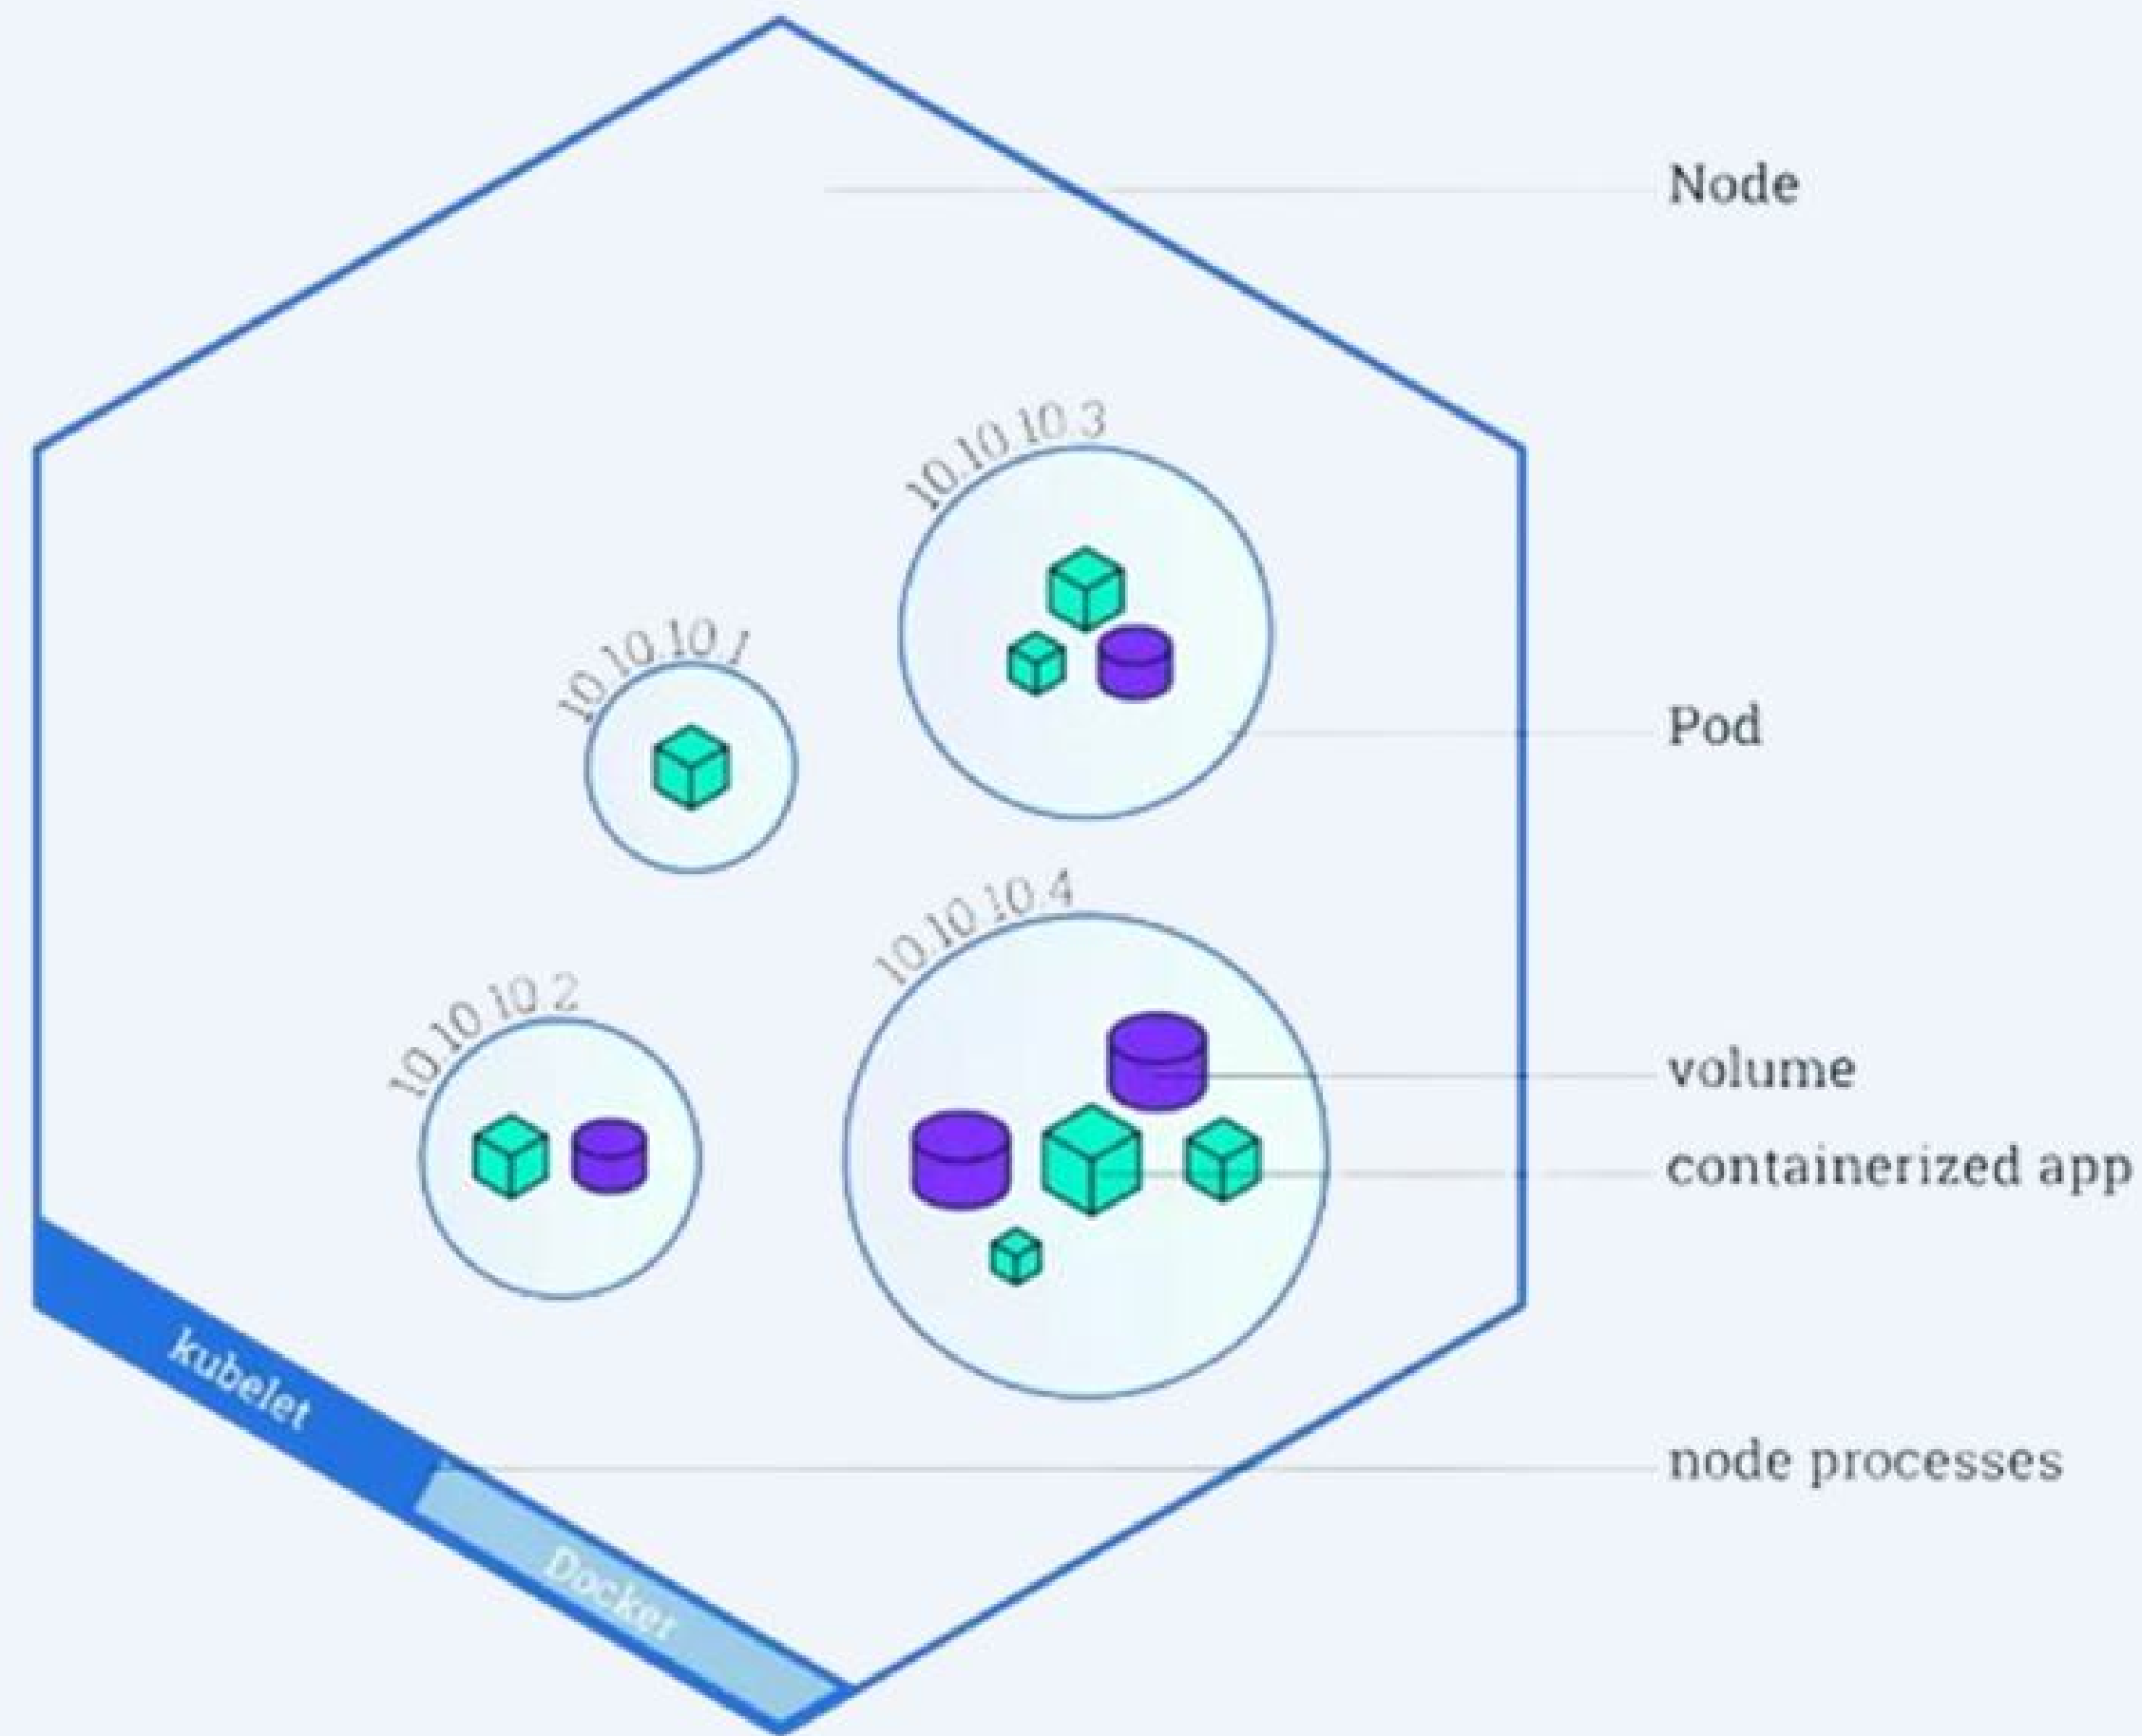 Node
10.10.10.3
10.10.10.1
Pod
10.10.10.4
10.10.10.2
volume
containerized app
kubelet
node processes
Docker